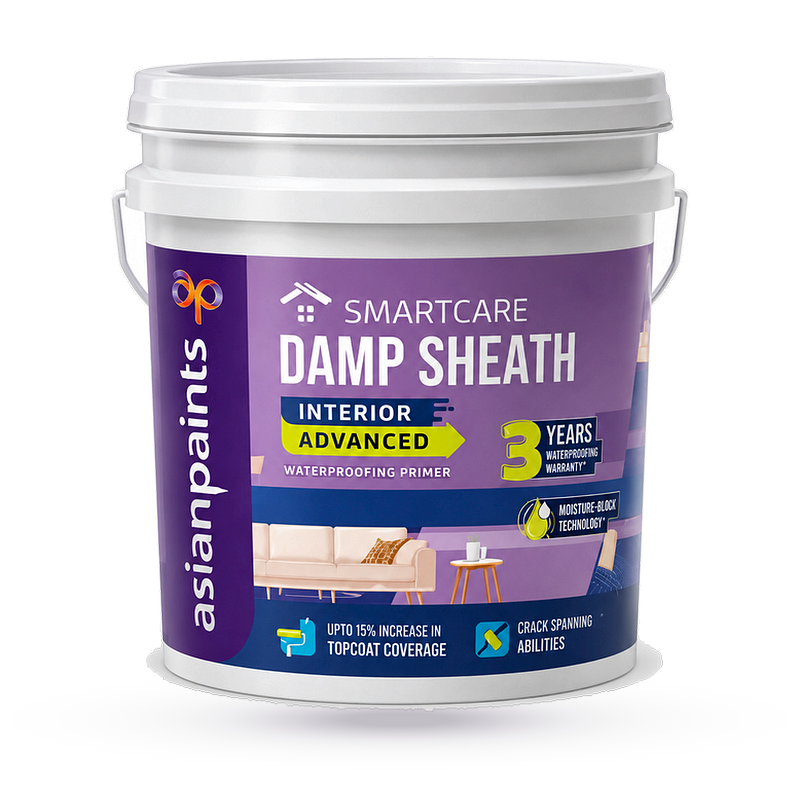 asianpaints
SMARTCARE
DAMP SHEATH
INTERIOR
ADVANCED
WATERPROOFING PRIMER
3 YEARS
WATERPROOFING
WARRANTY*
MOISTURE-BLOCK
TECHNOLOGY*
UPTO 15% INCREASE IN
TOPCOAT COVERAGE
CRACK SPANNING
ABILITIES